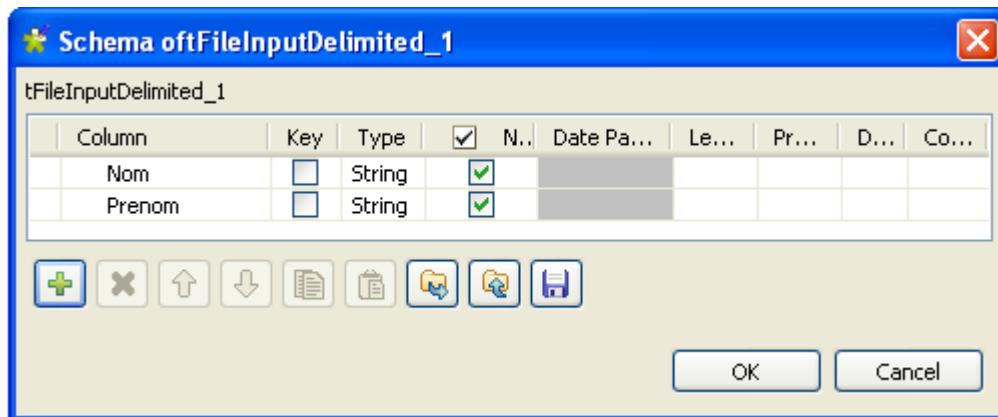 Schema oftFileInputDelimited_1
tFileInputDelimited_1
Column Key Type N.. Date Pa... Le... Pr... D... Co...
Nom String
Prenom String
OK Cancel